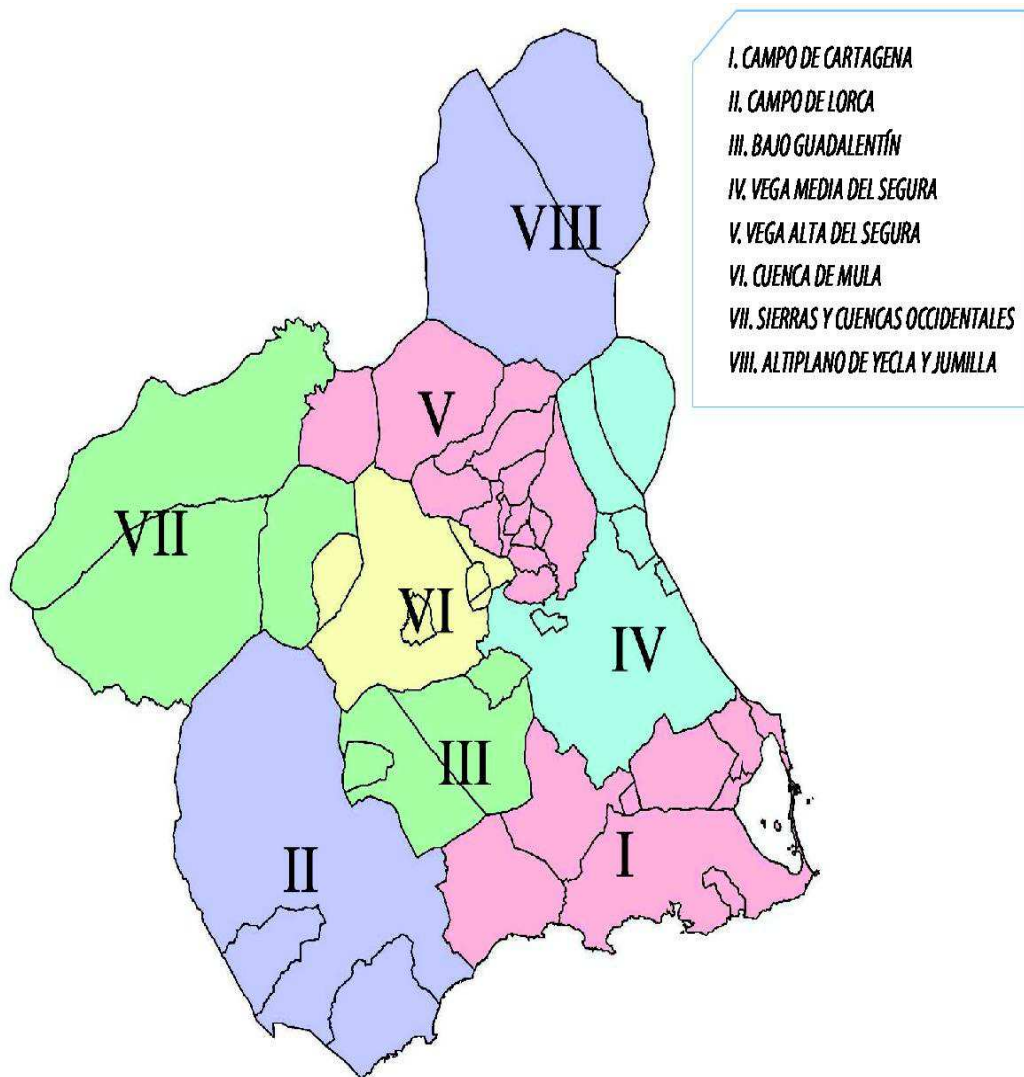 I. CAMPO DE CARTAGENA
II. CAMPO DE LORCA
III. BAJO GUADALENTÍN
IV. VEGA MEDIA DEL SEGURA
V. VEGA ALTA DEL SEGURA
VI. CUENCA DE MULA
VII. SIERRAS Y CUENCAS OCCIDENTALES
VIII. ALTIPLANO DE YECLA Y JUMILLA
VIII
V
VII
VI
IV
III
I
II